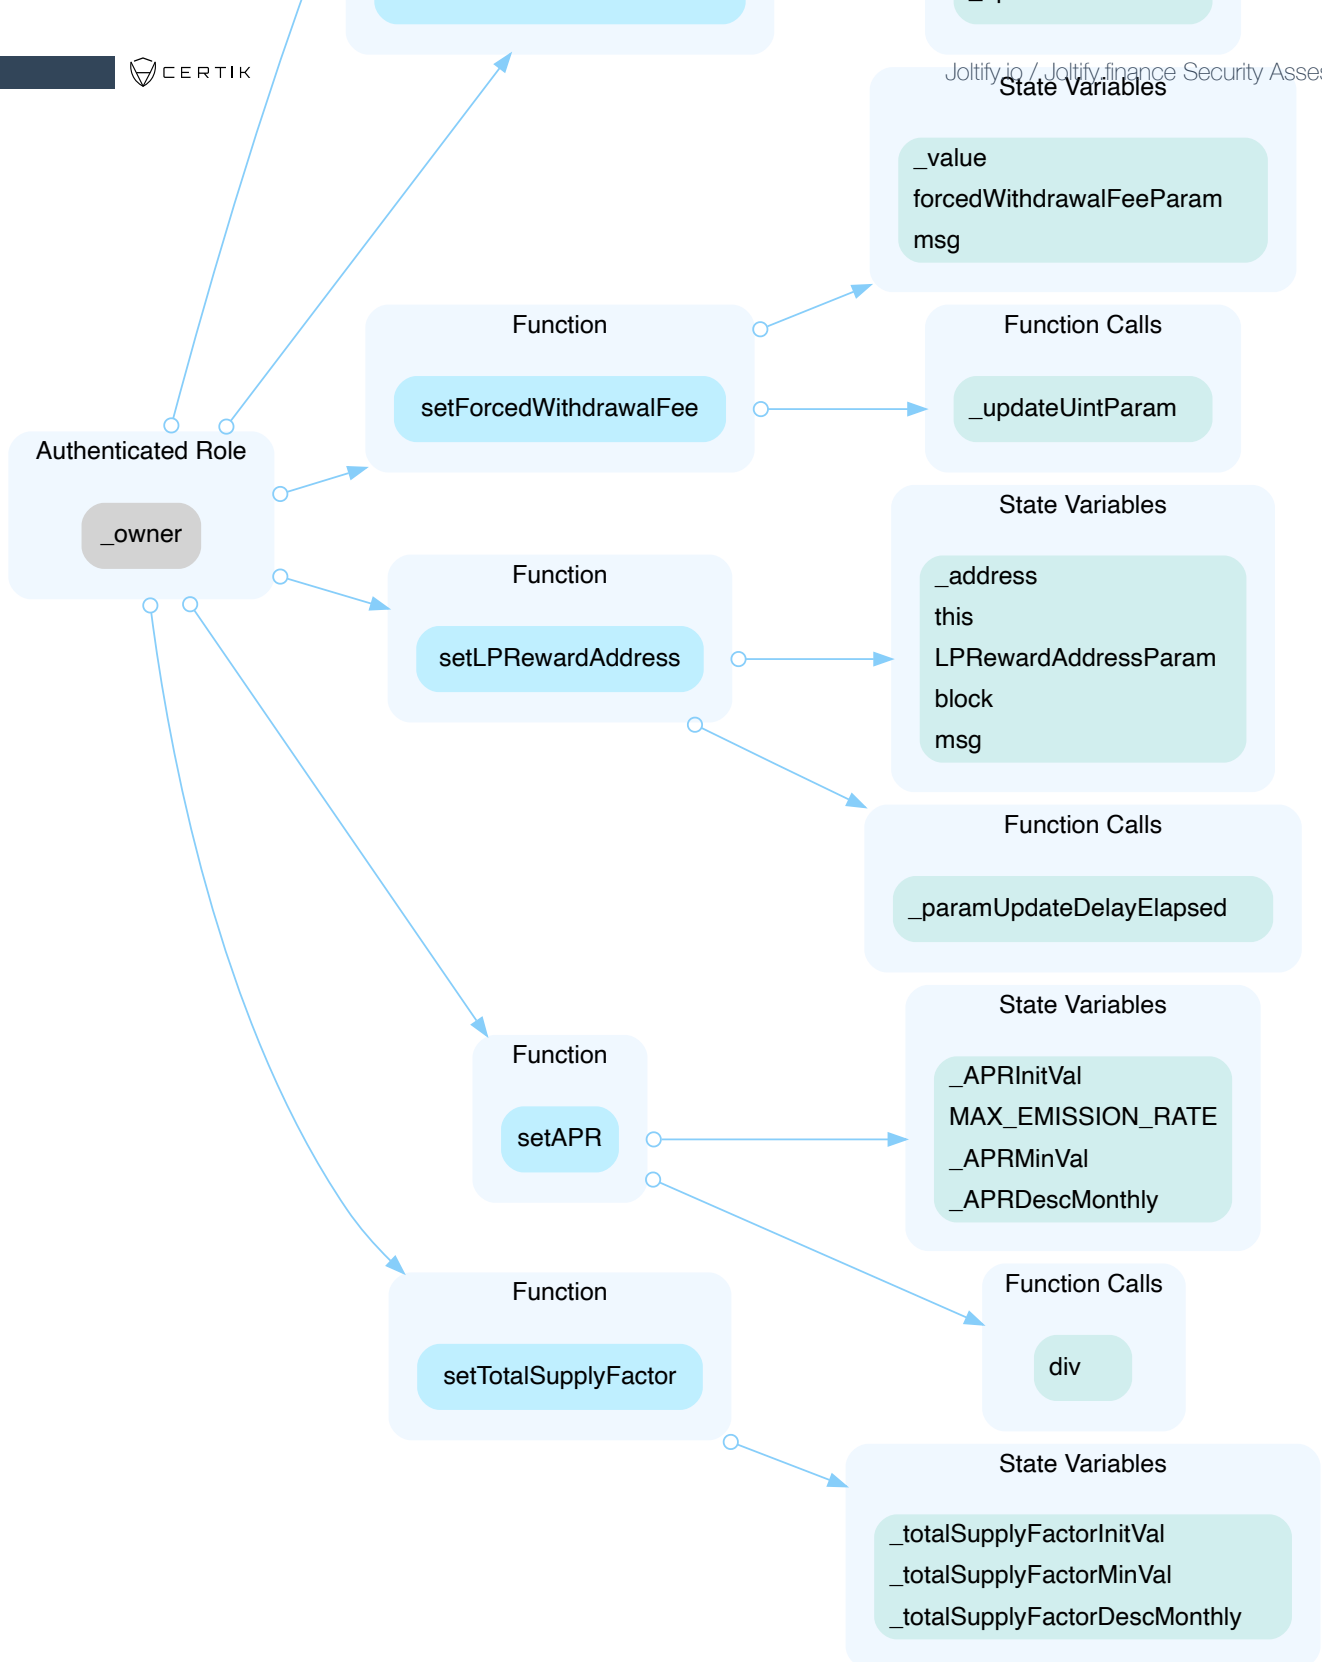 CERTIK
Joltify.io / Joltify.finance Security
State Variables
_value
forcedWithdrawalFeeParam
msg
Function
setForcedWithdrawalFee
Function Calls
_updateUintParam
Authenticated Role
_owner
Function
setLPRewardAddress
State Variables
_address
this
LPRewardAddressParam
block
msg
Function Calls
_paramUpdateDelayElapsed
Function
setAPR
State Variables
_APRInitVal
MAX_EMISSION_RATE
_APRMinVal
_APRDescMonthly
Function Calls
div
Function
setTotalSupplyFactor
State Variables
_totalSupplyFactorInitVal
_totalSupplyFactorMinVal
_totalSupplyFactorDescMonthly